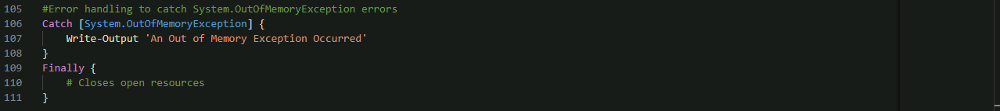 105 #Error handling to catch System.OutOfMemoryException errors
106 Catch [System.OutOfMemoryException] {
107 Write-Output 'An Out of Memory Exception Occurred'
108 }
109 Finally {
110 # Closes open resources
111 }